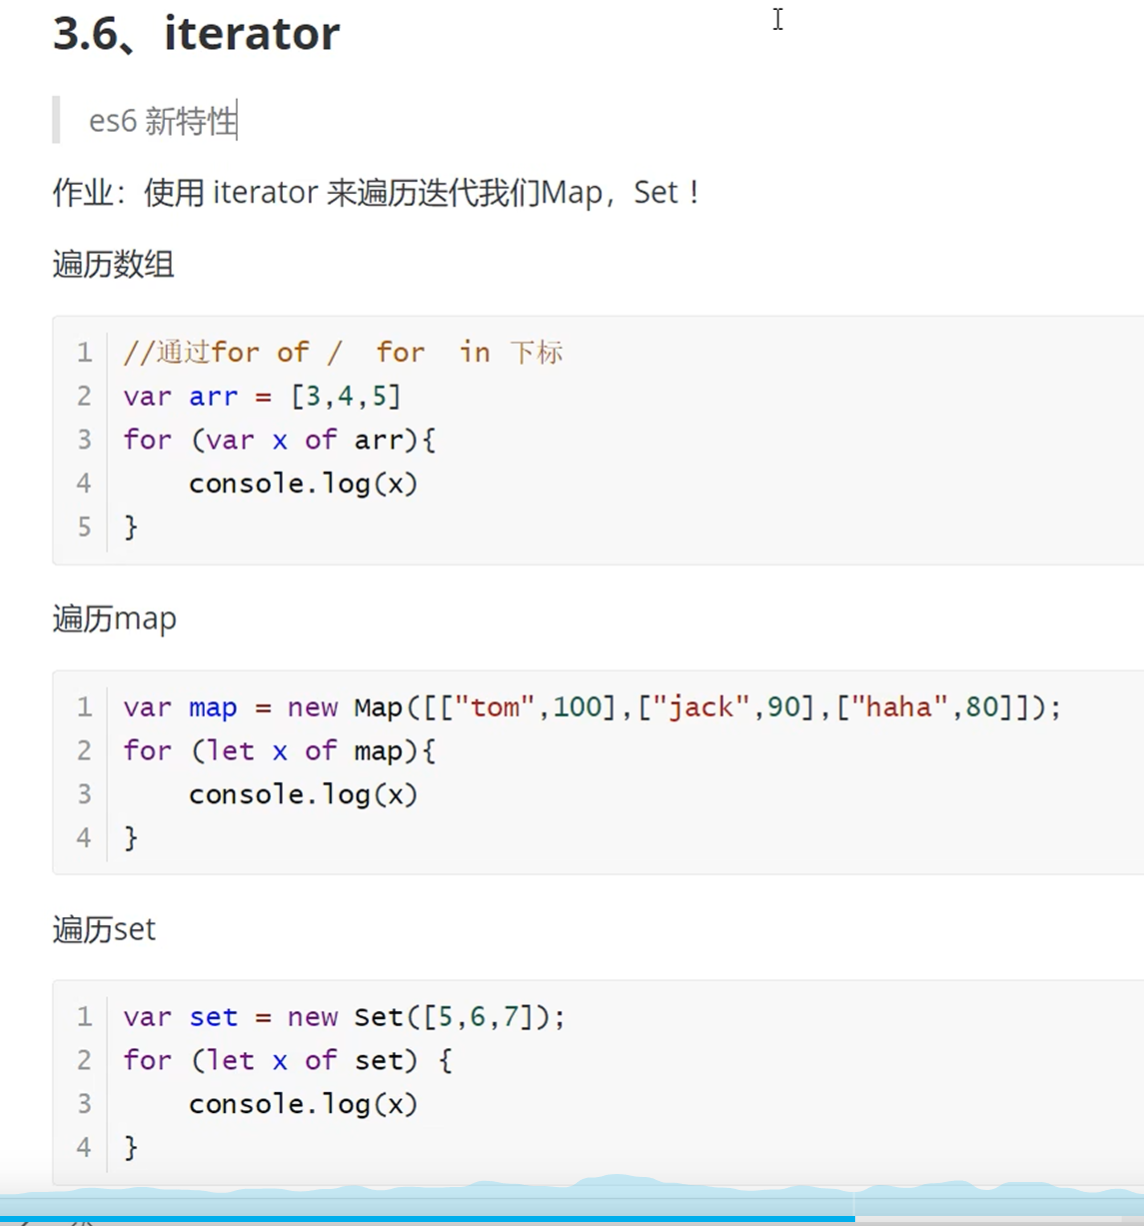 3.6、iterator
es6 新特性
作业：使用 iterator 来遍历迭代我们Map，Set！
遍历数组
1 //通过for of /  for  in 下标
2 var arr = [3,4,5]
3 for (var x of arr){
4     console.log(x)
5 }
遍历map
1 var map = new Map([["tom",100],["jack",90],["haha",80]]);
2 for (let x of map){
3     console.log(x)
4 }
遍历set
1 var set = new Set([5,6,7]);
2 for (let x of set) {
3     console.log(x)
4 }